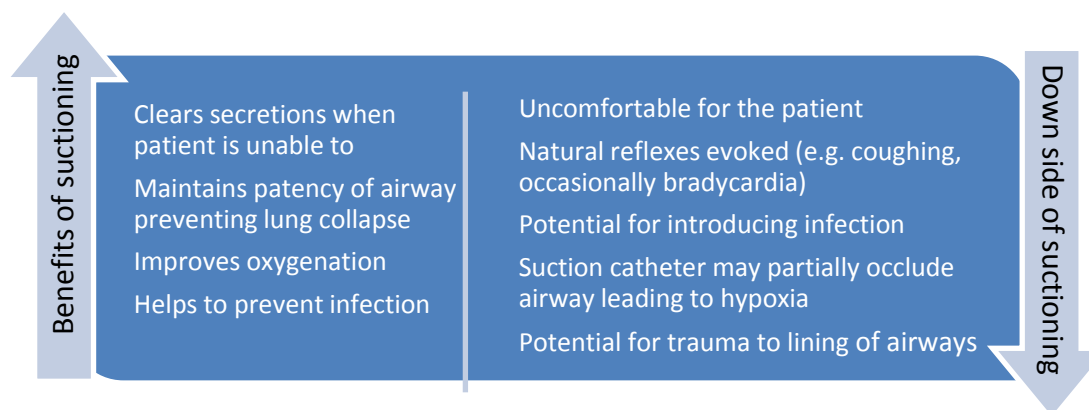 Benefits of suctioning
Clears secretions when
patient is unable to
Maintains patency of airway
preventing lung collapse
Improves oxygenation
Helps to prevent infection
Uncomfortable for the patient
Natural reflexes evoked (e.g. coughing,
occasionally bradycardia)
Potential for introducing infection
Suction catheter may partially occlude
airway leading to hypoxia
Potential for trauma to lining of airways
Down side of suctioning